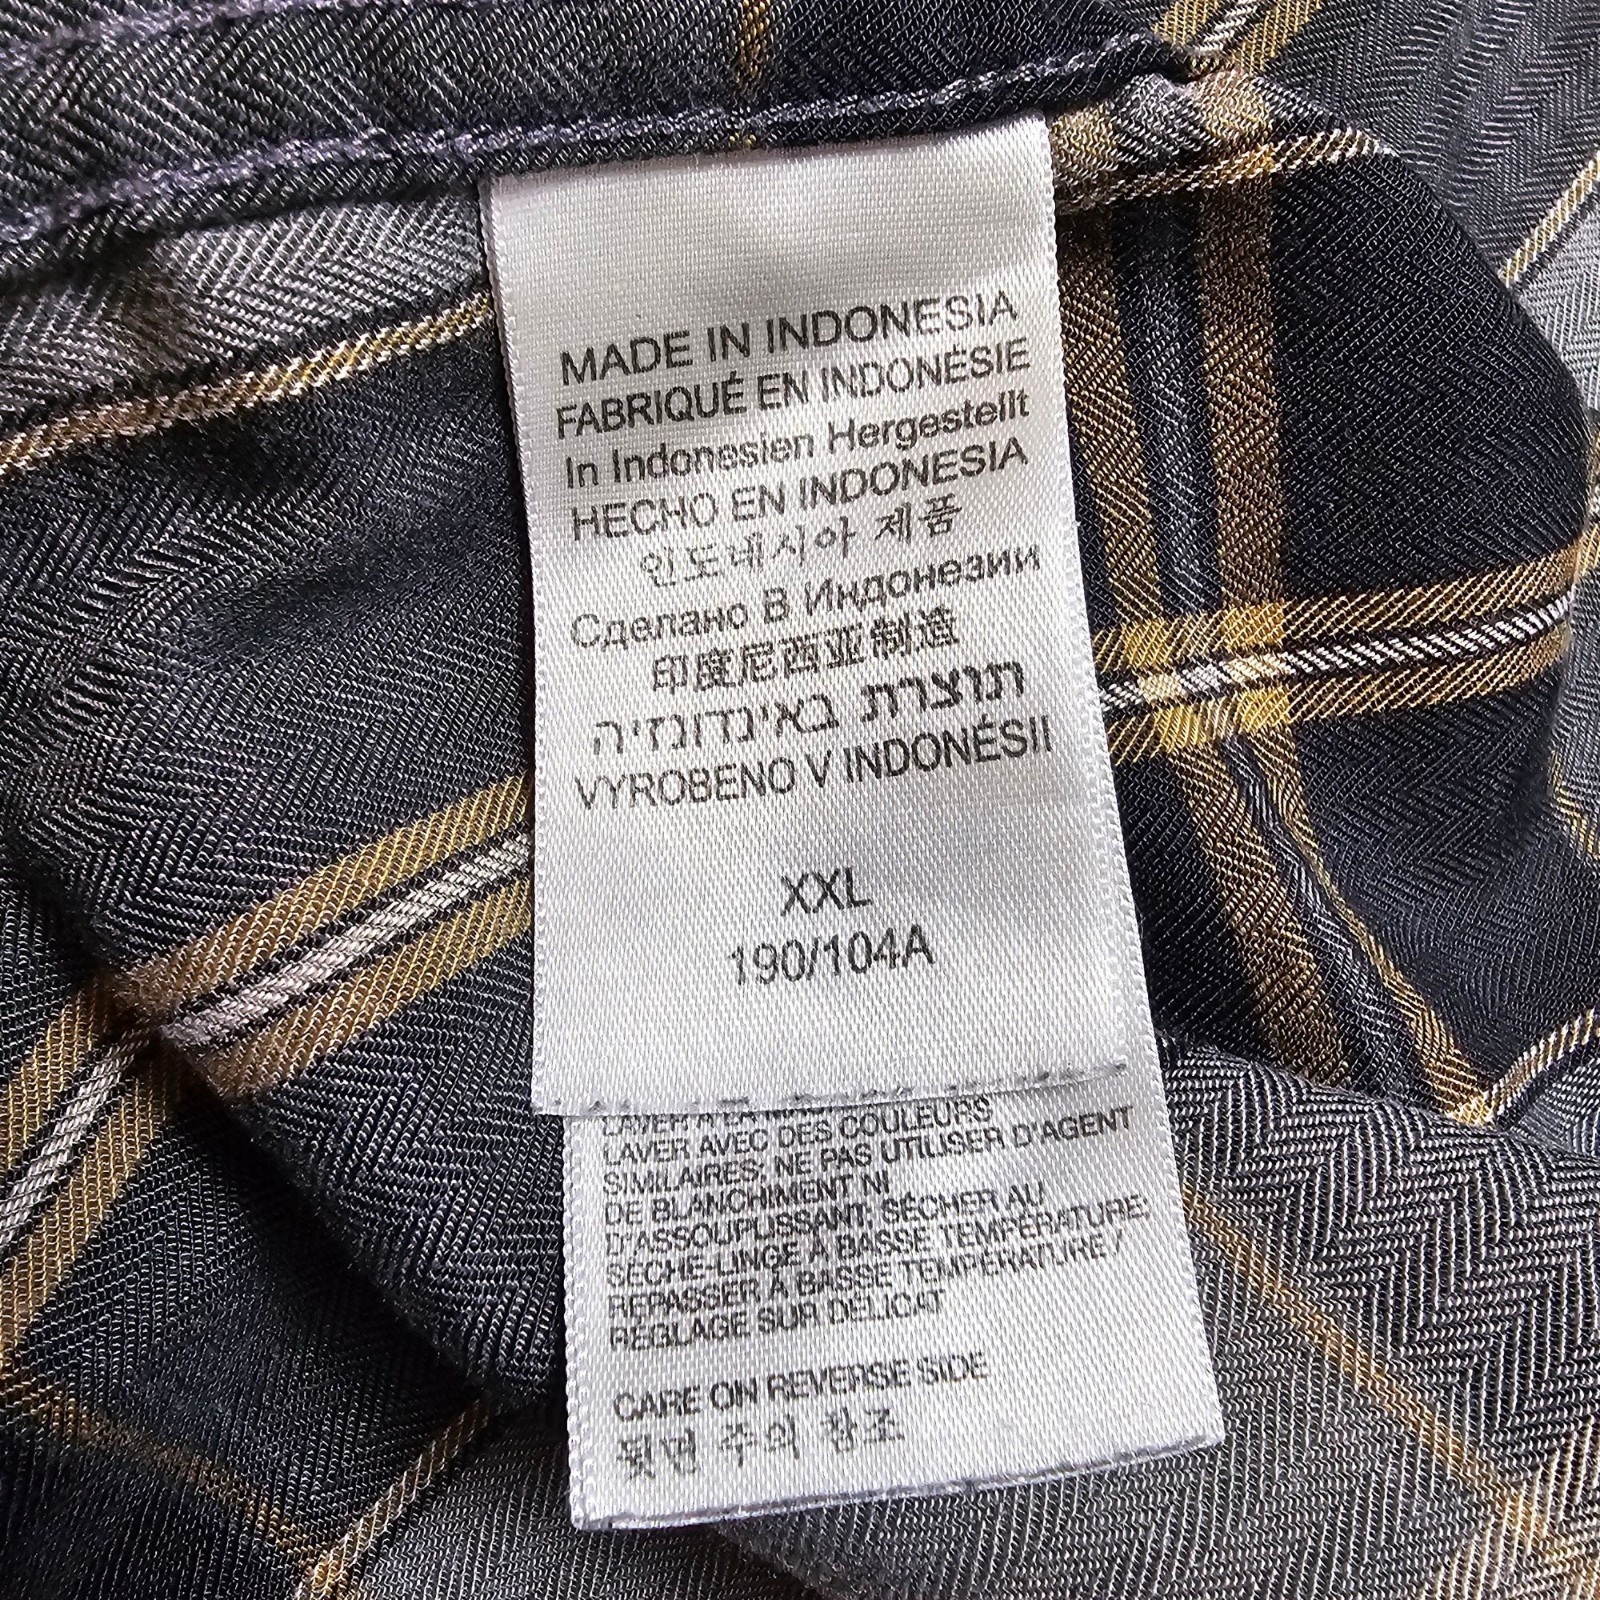 MADE IN INDONESIA
FABRIQUÉ EN INDONÉSIE
In Indonesien Hergestellt
HECHO EN INDONESIA
인도네시아 제품
Сделано В Индонезии
印度尼西亚制造
תוצרת באינדונזיה
VYROBENO V INDONÉSII
XXL
190/104A
LAVER À LA
LAVER AVEC DES COULEURS
SIMILAIRES; NE PAS UTILISER D'AGENT
DE BLANCHIMENT NI
D'ASSOUPLISSANT; SÉCHER AU
SÈCHE-LINGE À BASSE TEMPÉRATURE;
REPASSER À BASSE TEMPÉRATURE/
RÉGLAGE SUR DÉLICAT
CARE ON REVERSE SIDE
뒷면 주의 참조